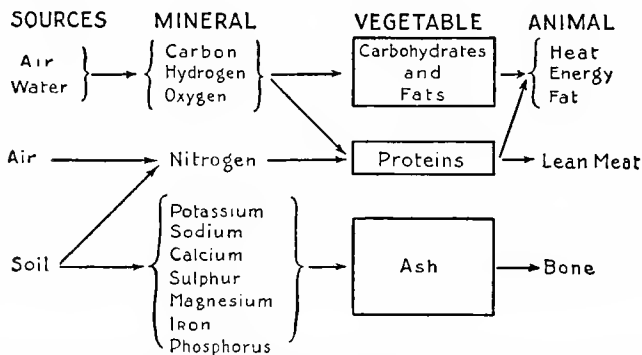 SOURCES MINERAL VEGETABLE ANIMAL
Air
Water
Carbon
Hydrogen
Oxygen
Carbohydrates
and
Fats
Heat
Energy
Fat
Air Nitrogen Proteins Lean Meat
Soil
Potassium
Sodium
Calcium
Sulphur
Magnesium
Iron
Phosphorus
Ash
Bone